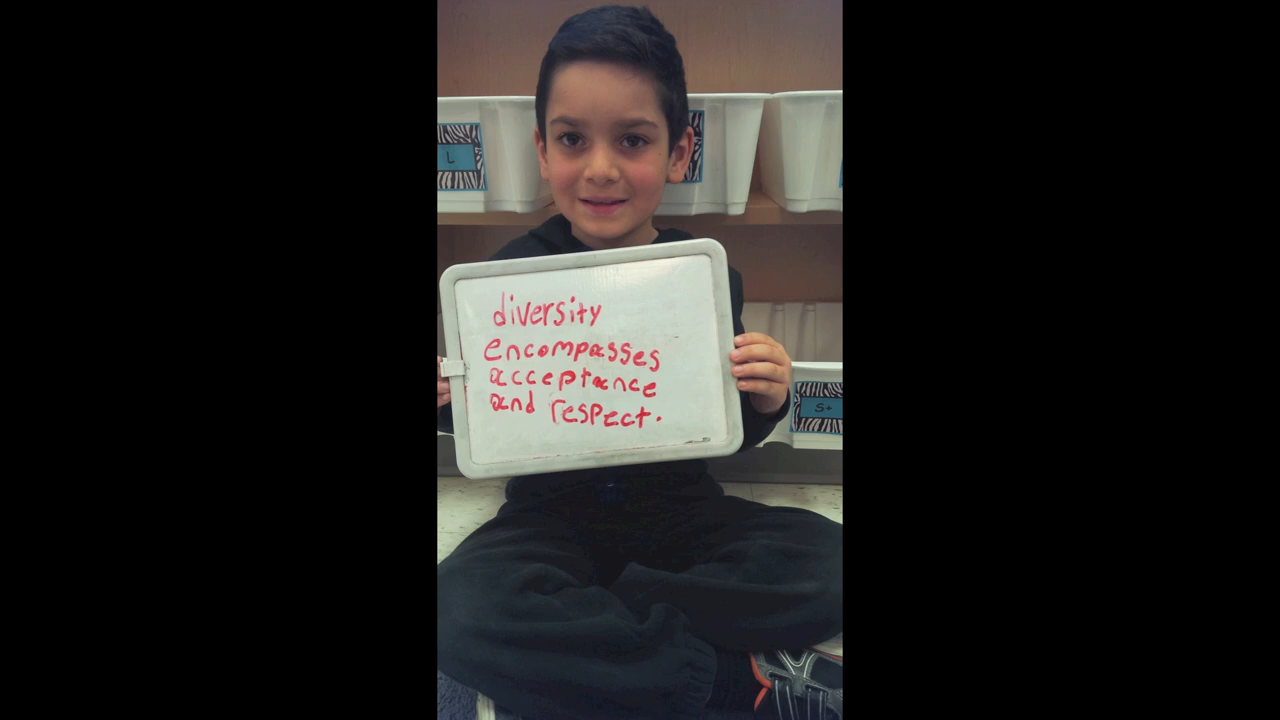 L
diversity
encompasses
acceptance
and respect.
S+